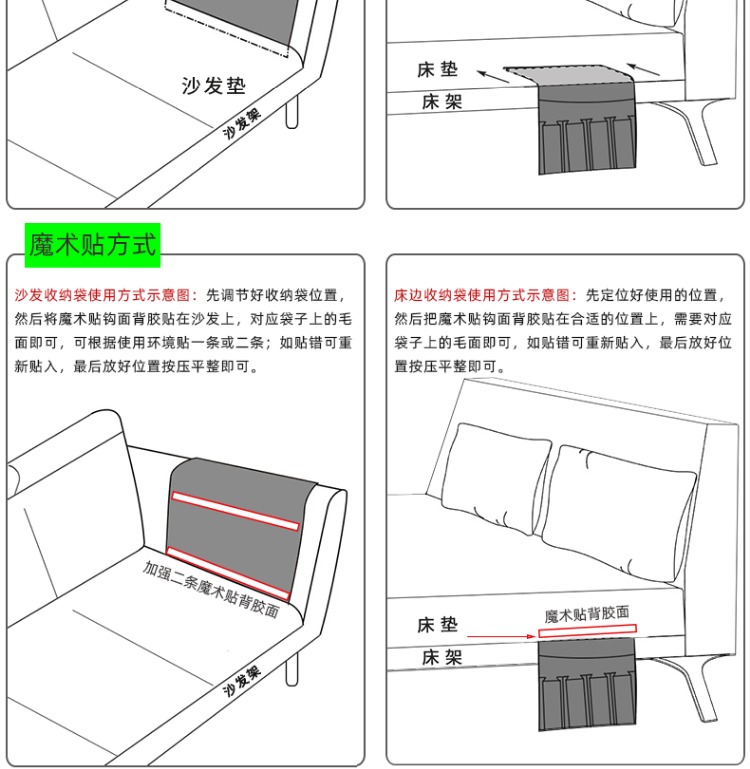 沙发垫
沙发架
床垫
床架
魔术贴方式
沙发收纳袋使用方式示意图：先调节好收纳袋位置，
然后将魔术贴钩面背胶贴在沙发上，对应袋子上的毛
面即可，可根据使用环境贴一条或二条；如贴错可重
新贴入，最后放好位置按压平整即可。
加强二条魔术贴背胶面
沙发架
床边收纳袋使用方式示意图：先定位好使用的位置，
然后把魔术贴钩面背胶贴在合适的位置上，需要对应
袋子上的毛面即可，如贴错可重新贴入，最后放好位
置按压平整即可。
魔术贴背胶面
床垫
床架